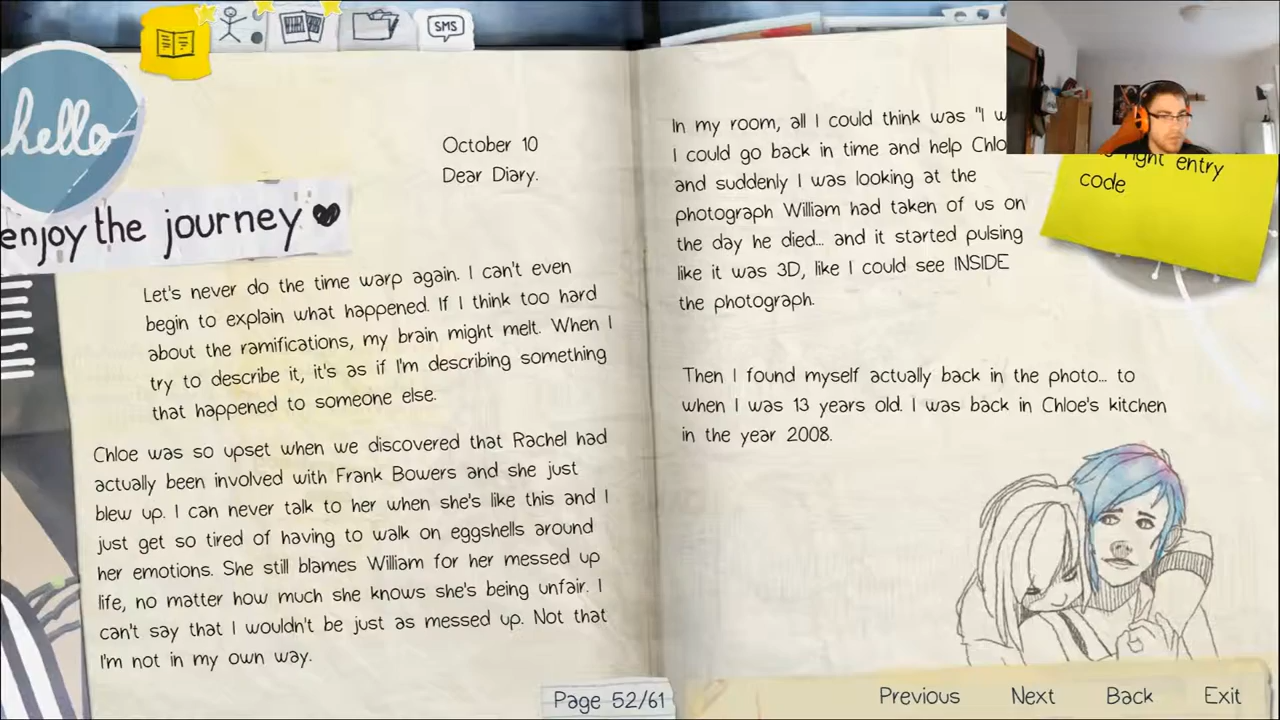 SMS
hello
enjoy the journey
October 10
Dear Diary.
Let's never do the time warp again. I can't even
begin to explain what happened. If I think too hard
about the ramifications, my brain might melt. When I
try to describe it, it's as if I'm describing something
that happened to someone else.
Chloe was so upset when we discovered that Rachel had
actually been involved with Frank Bowers and she just
blew up. I can never talk to her when she's like this and I
just get so tired of having to walk on eggshells around
her emotions. She still blames William for her messed up
life, no matter how much she knows she's being unfair. I
can't say that I wouldn't be just as messed up. Not that
I'm not in my own way.
In my room, all I could think was "I
I could go back in time and help
and suddenly I was looking at the
photograph William had taken of us on
the day he died... and it started pulsing
like it was 3D, like I could see INSIDE
the photograph.
Then I found myself actually back in the photo... to
when I was 13 years old. I was back in Chloe's kitchen
in the year 2008.
right entry
code
Page 52/61
Previous
Next
Back
Exit